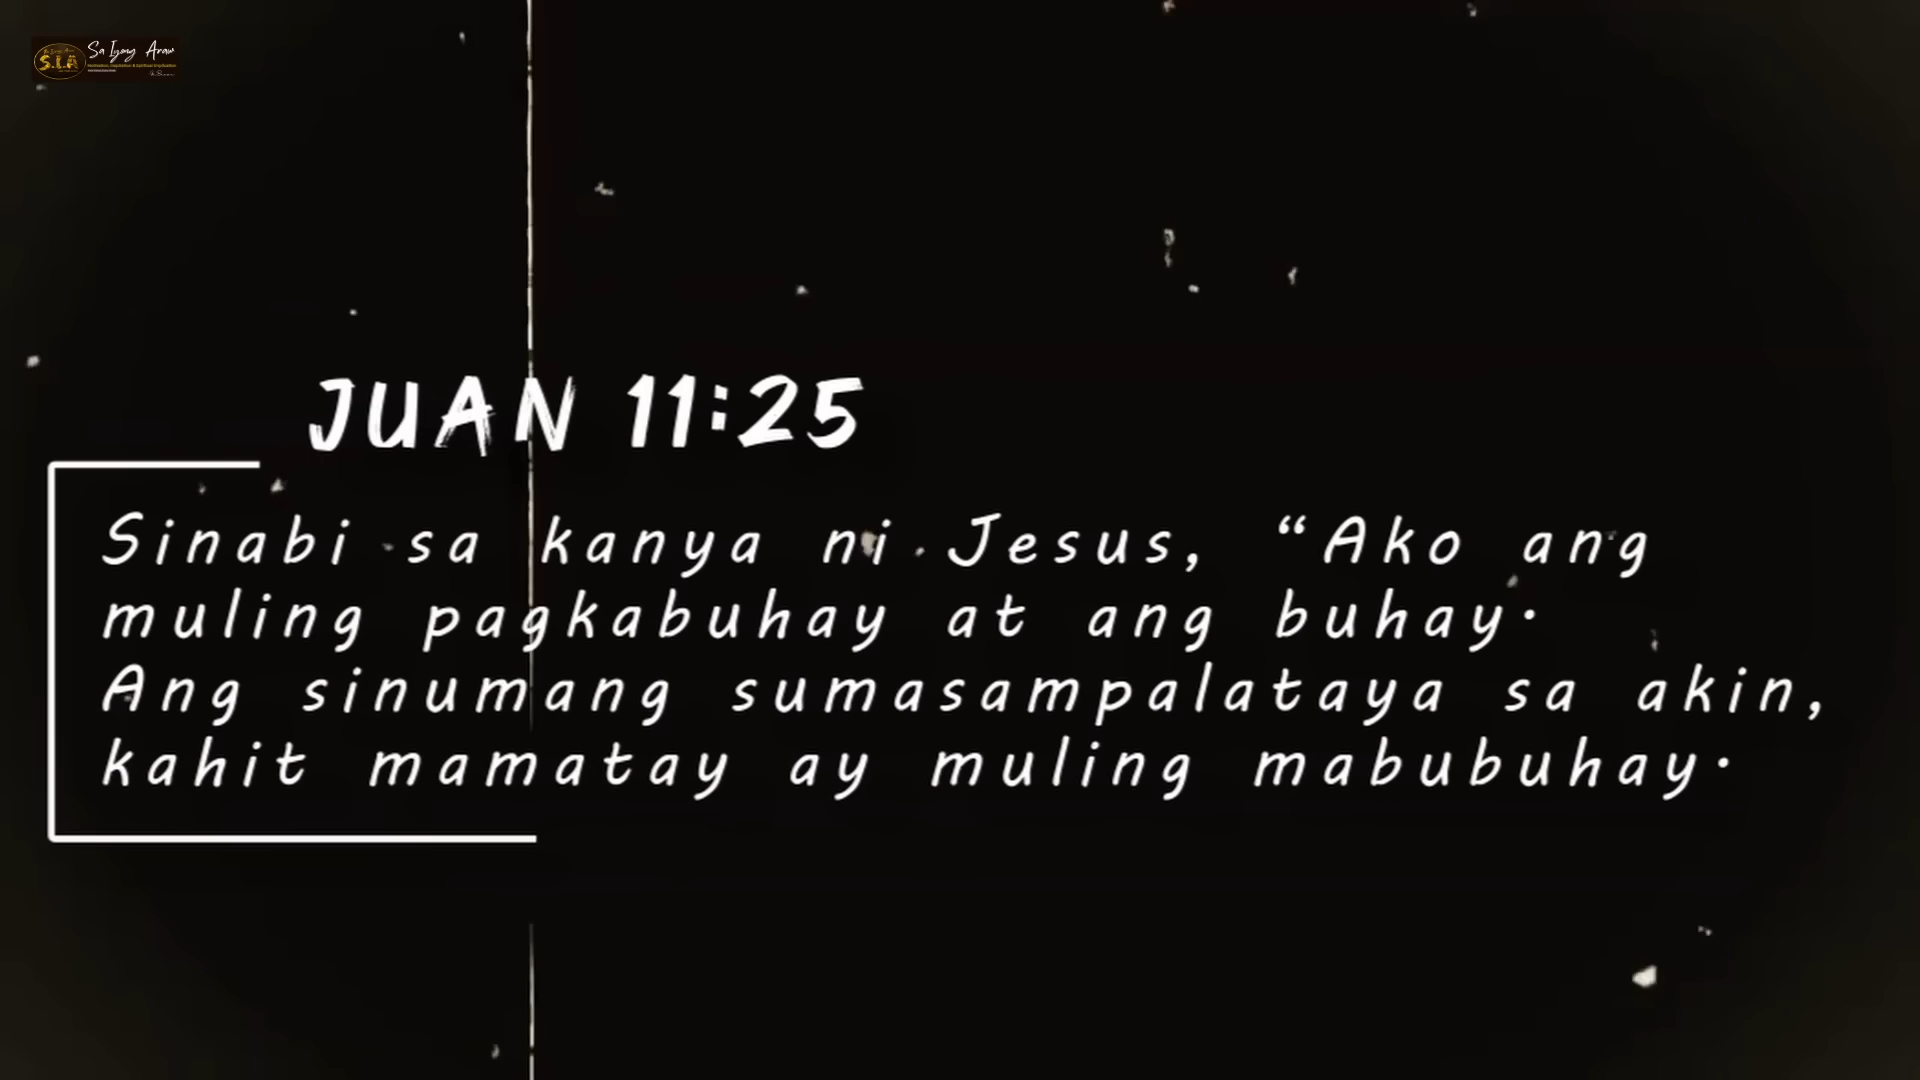 S.I.A
Sa Iyong Araw
JUAN 11:25
Sinabi sa kanya ni Jesus, “Ako ang
muling pagkabuhay at ang buhay.
Ang sinumang sumasampalataya sa akin,
kahit mamatay ay muling mabubuhay.